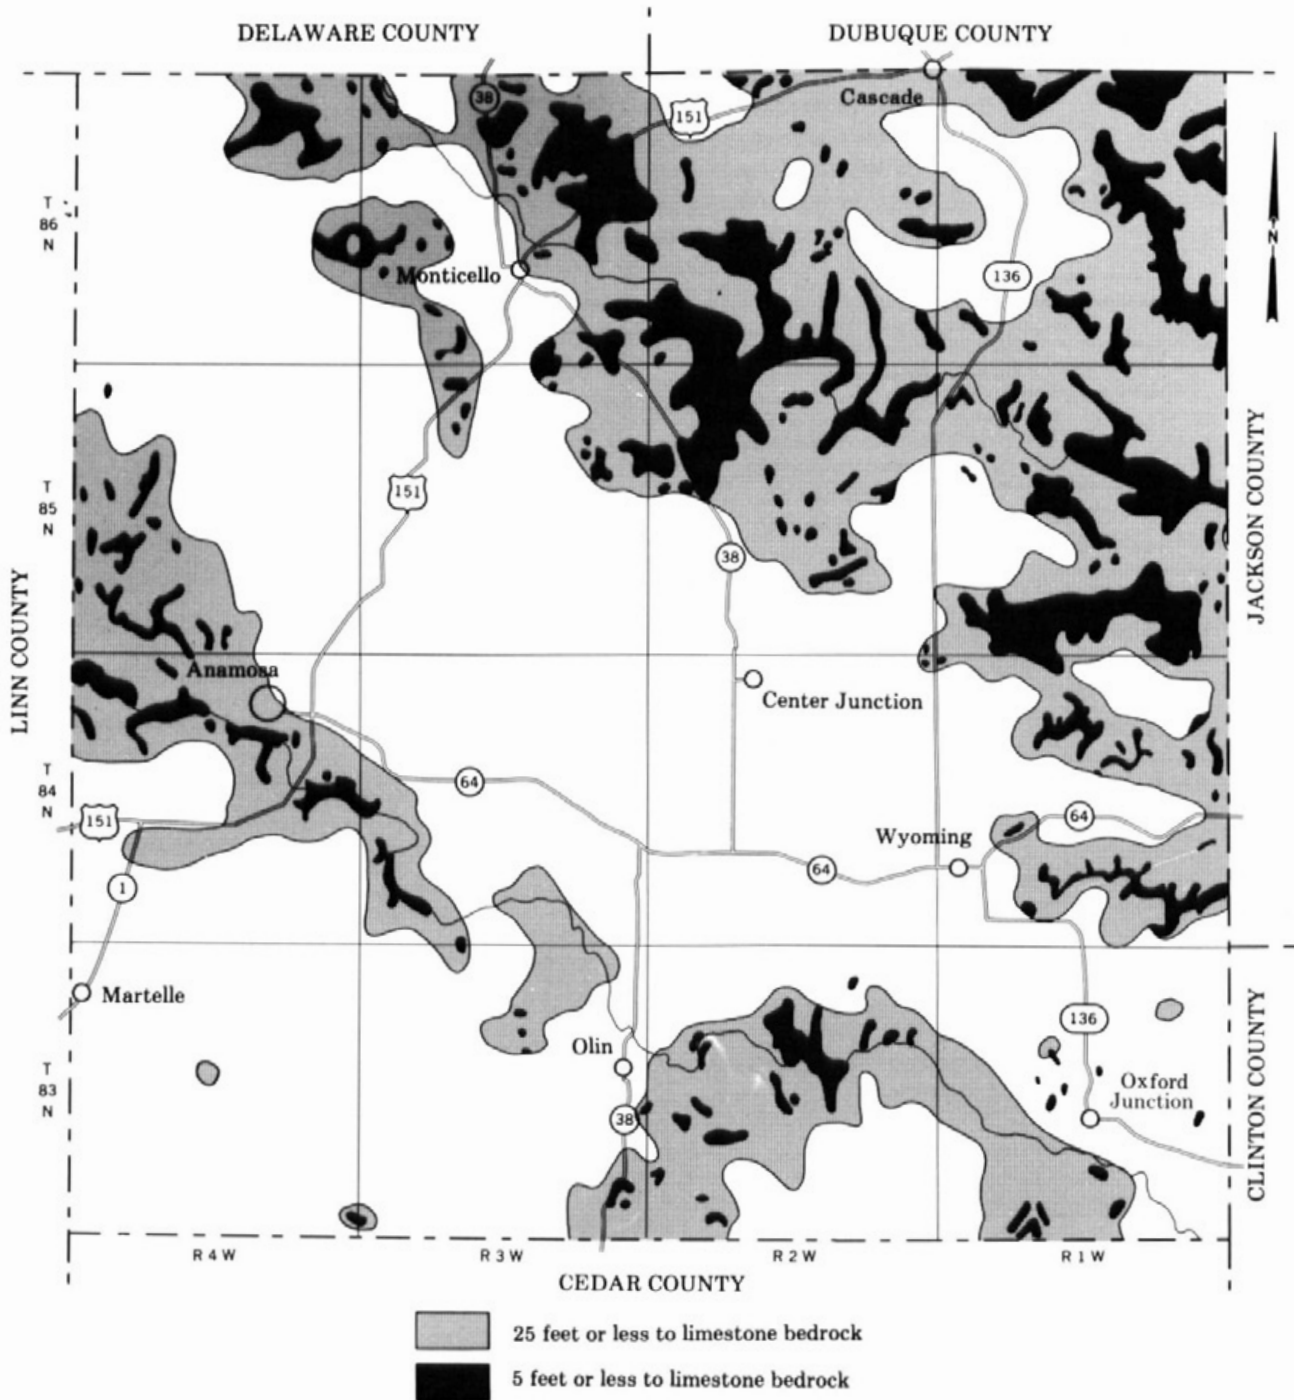 DELAWARE COUNTY
DUBUQUE COUNTY
38
Cascade
151
T
86
N
N
Monticello
136
151
T
85
N
38
LINN COUNTY
JACKSON COUNTY
Anamosa
Center Junction
T
84
N
64
151
Wyoming
64
64
1
Martelle
136
Olin
T
83
N
Oxford
Junction
38
CLINTON COUNTY
R 4 W
R 3 W
R 2 W
R 1 W
CEDAR COUNTY
25 feet or less to limestone bedrock
5 feet or less to limestone bedrock